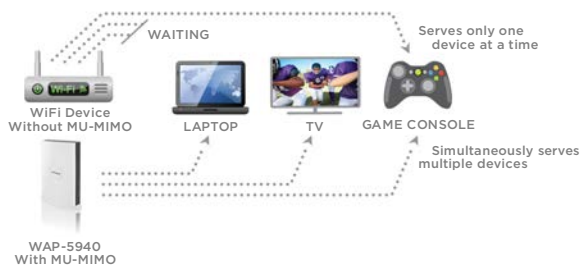 WAITING
Serves only one
device at a time
Wi-Fi
WiFi Device
Without MU-MIMO
LAPTOP
TV
GAME CONSOLE
Simultaneously serves
multiple devices
WAP-5940
With MU-MIMO